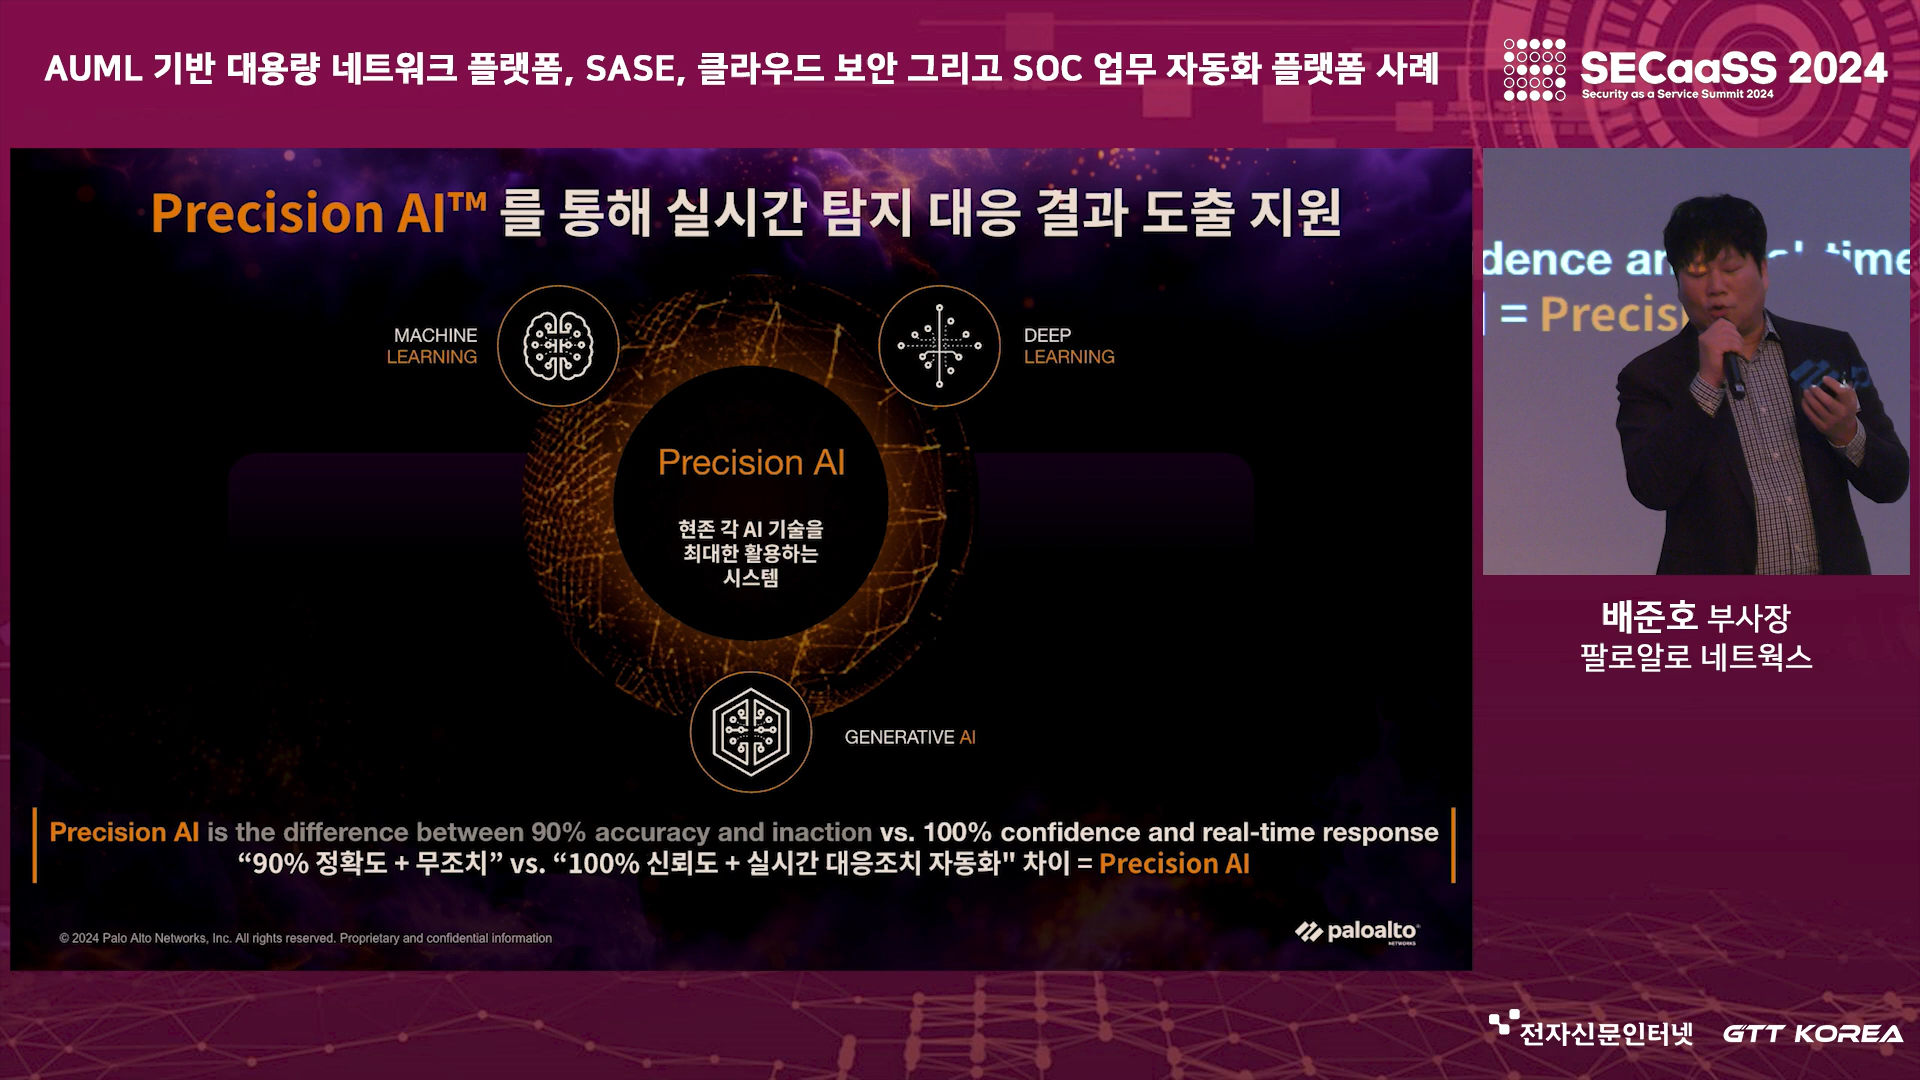 AUML 기반 대용량 네트워크 플랫폼, SASE, 클라우드 보안 그리고 SOC 업무 자동화 플랫폼 사례
SECaaSS 2024
Security as a Service Summit 2024
Precision AI™ 를 통해 실시간 탐지 대응 결과 도출 지원
MACHINE
LEARNING
DEEP
LEARNING
Precision AI
현존 각 AI 기술을
최대한 활용하는
시스템
GENERATIVE AI
Precision AI is the difference between 90% accuracy and inaction vs. 100% confidence and real-time response
“90% 정확도 + 무조치” vs. “100% 신뢰도 + 실시간 대응조치 자동화" 차이 = Precision AI
© 2024 Palo Alto Networks, Inc. All rights reserved. Proprietary and confidential information
paloalto
NETWORKS
배준호 부사장
팔로알로 네트웍스
전자신문인터넷
GTT KOREA